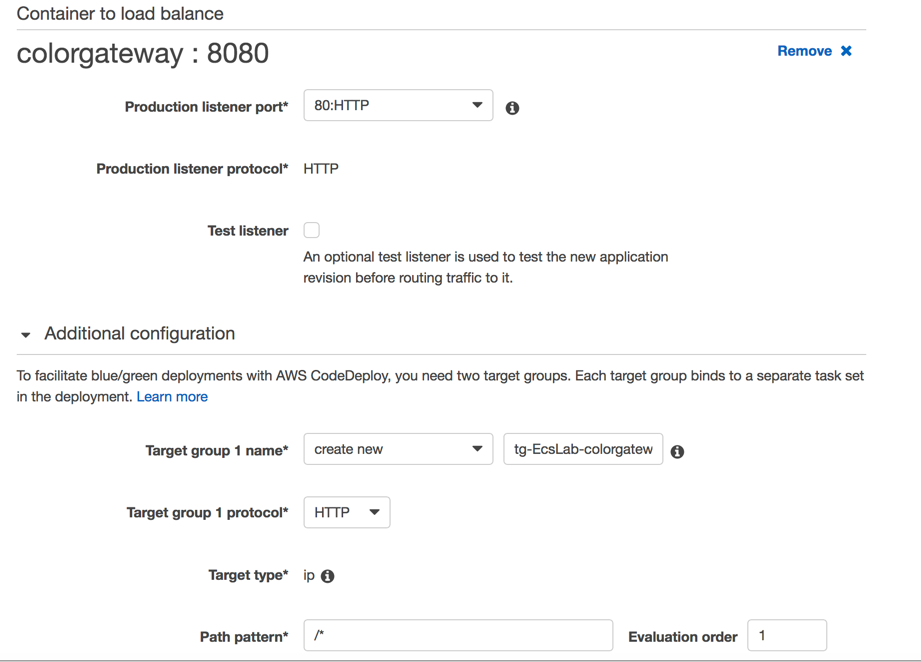 Container to load balance
colorgateway : 8080
Remove ✖
Production listener port* 80:HTTP
Production listener protocol* HTTP
Test listener
An optional test listener is used to test the new application
revision before routing traffic to it.
Additional configuration
To facilitate blue/green deployments with AWS CodeDeploy, you need two target groups. Each target group binds to a separate task set
in the deployment. Learn more
Target group 1 name* create new tg-EcsLab-colorgatew
Target group 1 protocol* HTTP
Target type* ip
Path pattern* /* Evaluation order 1